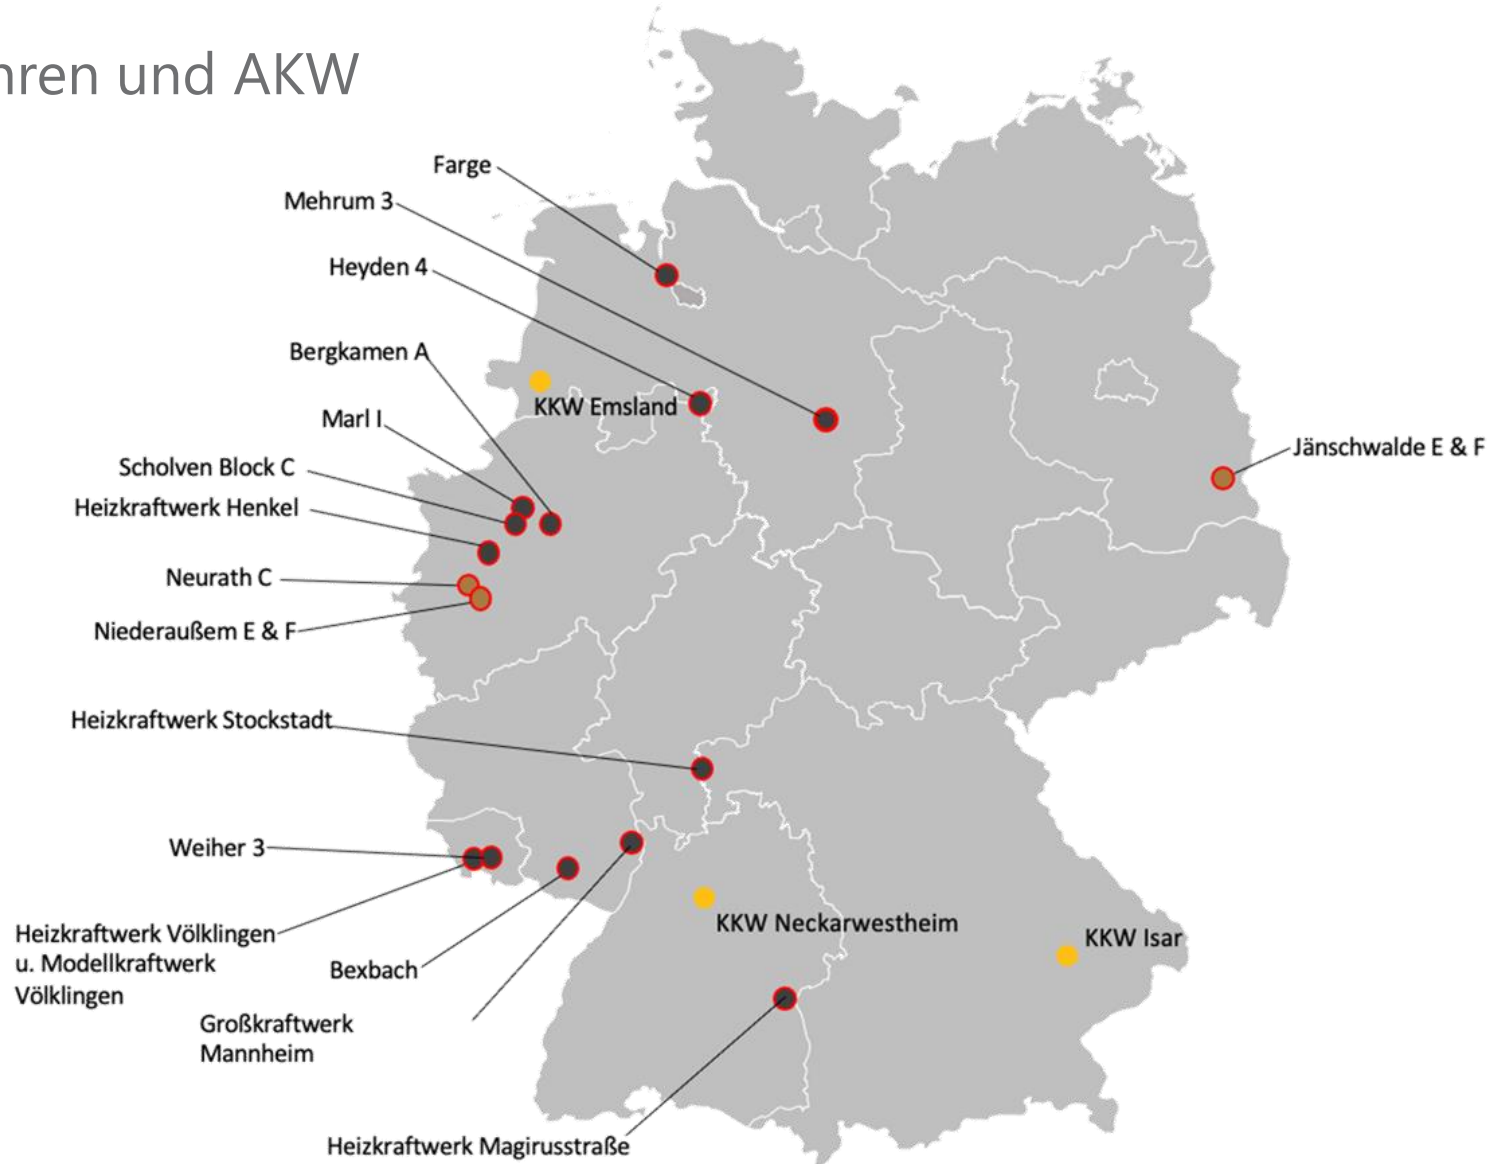 hren und AKW
Farge
Mehrum 3
Heyden 4
Bergkamen A
KKW Emsland
Marl I
Jänschwalde E & F
Scholven Block C
Heizkraftwerk Henkel
Neurath C
Niederaußem E & F
Heizkraftwerk Stockstadt
Weiher 3
KKW Neckarwestheim
KKW Isar
Heizkraftwerk Völklingen
u. Modellkraftwerk
Völklingen
Bexbach
Großkraftwerk
Mannheim
Heizkraftwerk Magirusstraße